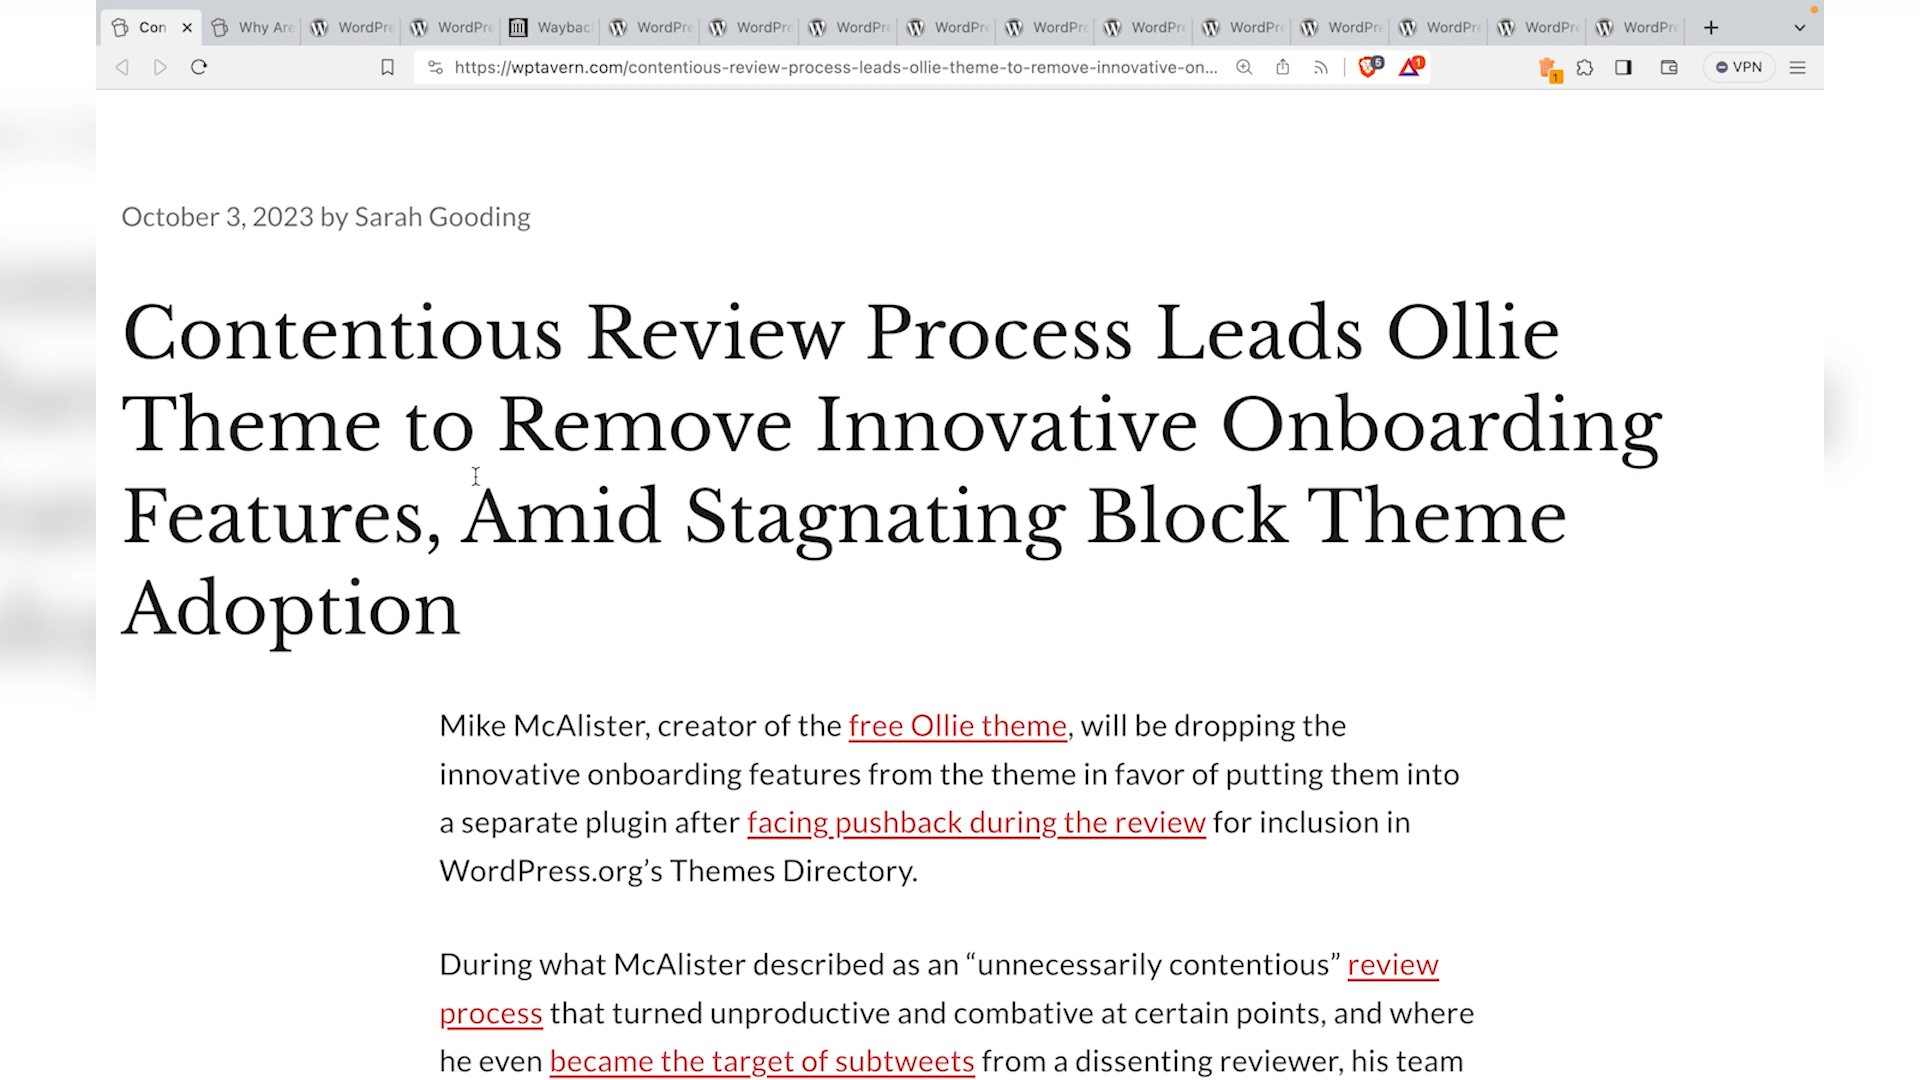 Con
Why Are
WordPre
WordPre
Waybac
WordPre
WordPre
WordPre
WordPre
WordPre
WordPre
WordPre
WordPre
WordPre
WordPre
WordPre
https://wptavern.com/contentious-review-process-leads-ollie-theme-to-remove-innovative-on...
5
1
1
VPN
October 3, 2023 by Sarah Gooding
Contentious Review Process Leads Ollie
Theme to Remove Innovative Onboarding
Features, Amid Stagnating Block Theme
Adoption
Mike McAlister, creator of the free Ollie theme, will be dropping the
innovative onboarding features from the theme in favor of putting them into
a separate plugin after facing pushback during the review for inclusion in
WordPress.org’s Themes Directory.
During what McAlister described as an “unnecessarily contentious” review
process that turned unproductive and combative at certain points, and where
he even became the target of subtweets from a dissenting reviewer, his team